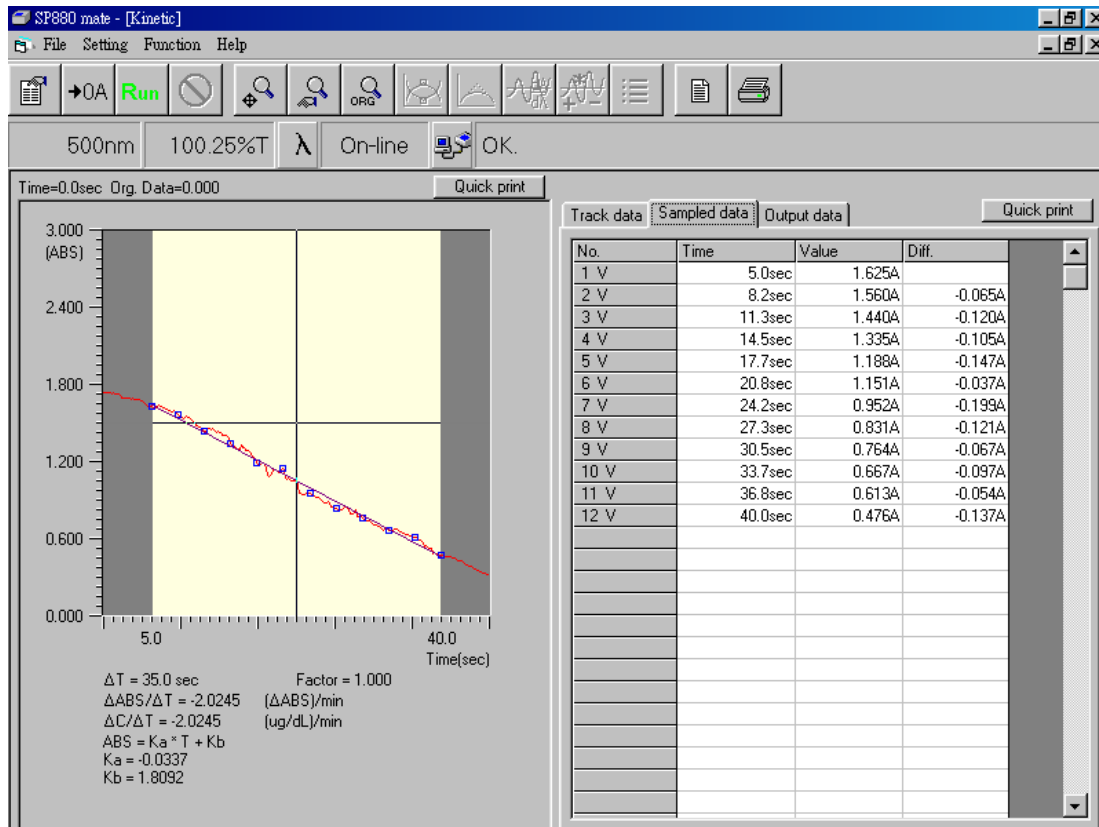 SP880 mate - [Kinetic]
File Setting Function Help
→0A Run ORG dλ
500nm 100.25%T λ On-line OK.
Time=0.0sec Org. Data=0.000 Quick print
3.000
(ABS)
2.400
1.800
1.200
0.600
0.000
5.0 40.0
Time(sec)
ΔT = 35.0 sec Factor = 1.000
ΔABS/ΔT = -2.0245 (ΔABS)/min
ΔC/ΔT = -2.0245 (ug/dL)/min
ABS = Ka * T + Kb
Ka = -0.0337
Kb = 1.8092
Track data Sampled data Output data Quick print
No. Time Value Diff.
1 V 5.0sec 1.625A
2 V 8.2sec 1.560A -0.065A
3 V 11.3sec 1.440A -0.120A
4 V 14.5sec 1.335A -0.105A
5 V 17.7sec 1.188A -0.147A
6 V 20.8sec 1.151A -0.037A
7 V 24.2sec 0.952A -0.199A
8 V 27.3sec 0.831A -0.121A
9 V 30.5sec 0.764A -0.067A
10 V 33.7sec 0.667A -0.097A
11 V 36.8sec 0.613A -0.054A
12 V 40.0sec 0.476A -0.137A